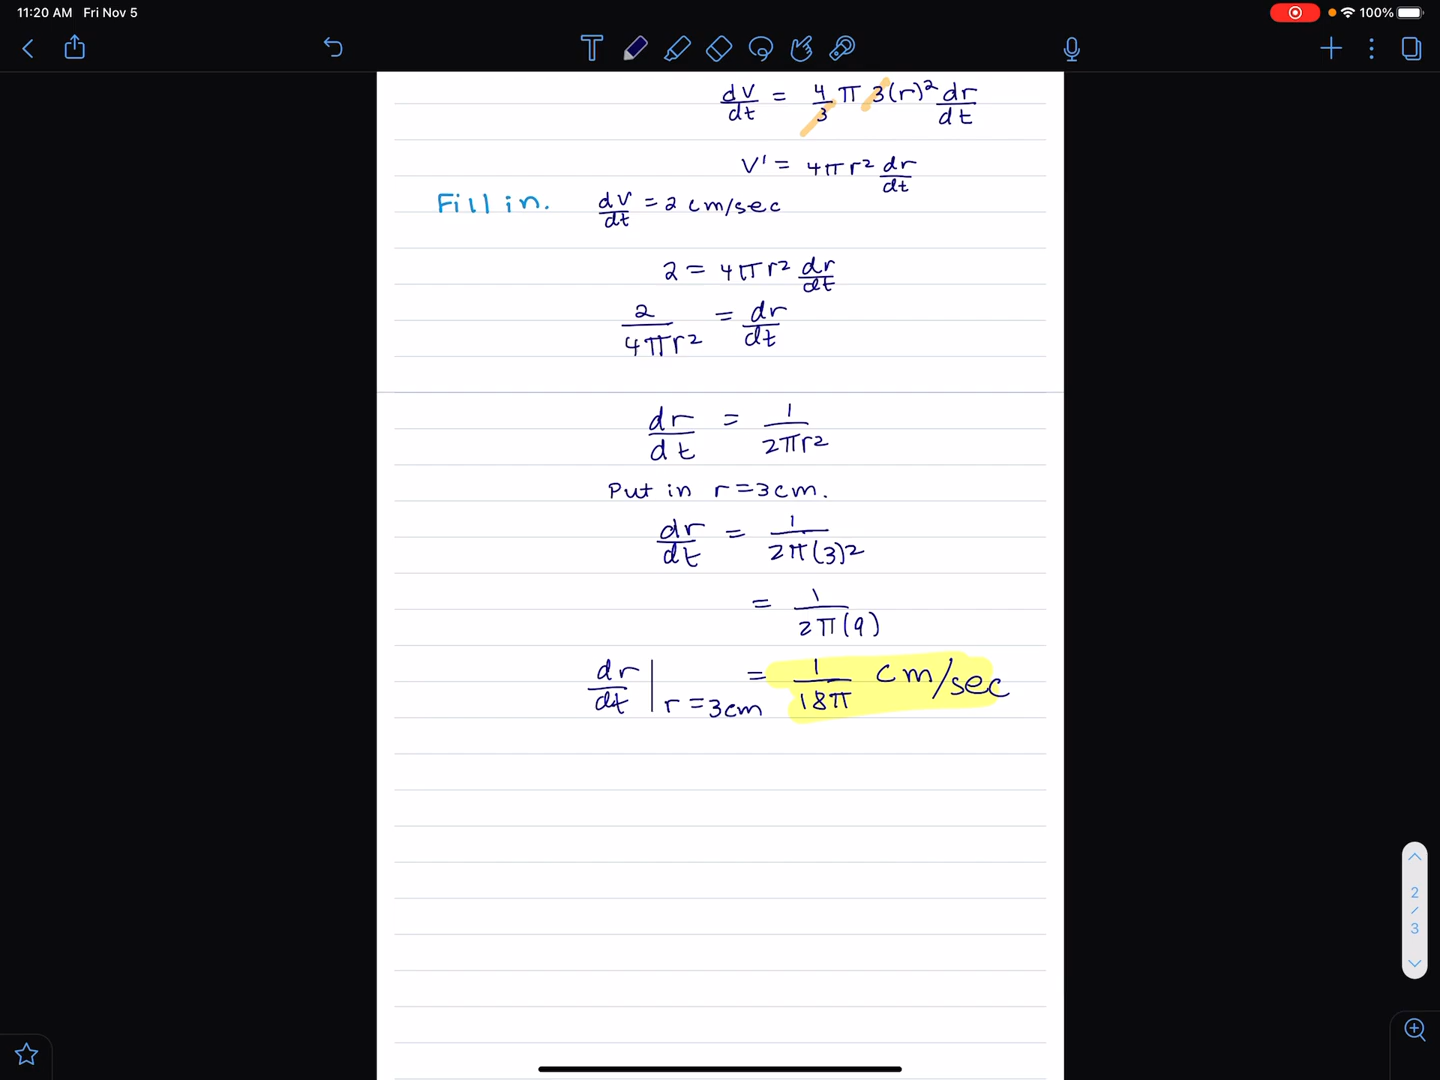 11:20 AM Fri Nov 5 100%
T
dV/dt = 4/3 π 3(r)² dr/dt
V' = 4πr² dr/dt
Fill in. dV/dt = 2 cm/sec
2 = 4πr² dr/dt
2/4πr² = dr/dt
dr/dt = 1/2πr²
Put in r=3cm.
dr/dt = 1/2π(3)2
= 1/2π(9)
dr/dt | r=3cm = 1/18π cm/sec
2
/
3